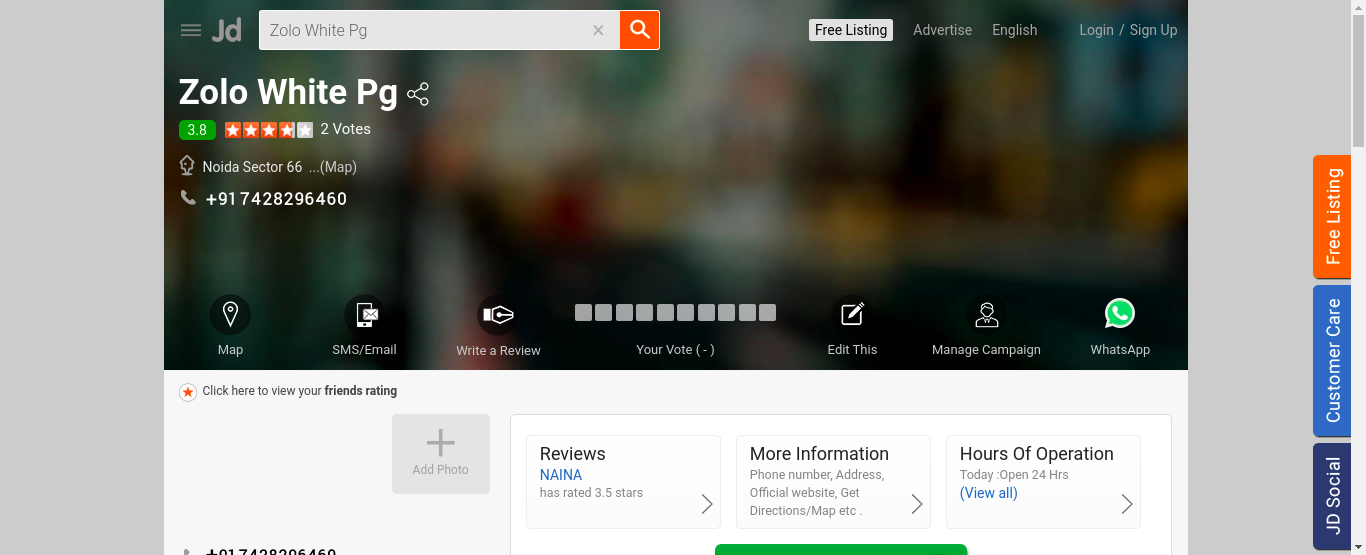 Jd
Zolo White Pg
Free Listing
Advertise
English
Login / Sign Up
Zolo White Pg
3.8
2 Votes
Noida Sector 66 ...(Map)
+917428296460
Map
SMS/Email
Write a Review
Your Vote ( - )
Edit This
Manage Campaign
WhatsApp
Click here to view your friends rating
Add Photo
Reviews
NAINA
has rated 3.5 stars
More Information
Phone number, Address,
Official website, Get
Directions/Map etc .
Hours Of Operation
Today :Open 24 Hrs
(View all)
+917428296460
Free Listing
Customer Care
JD Social